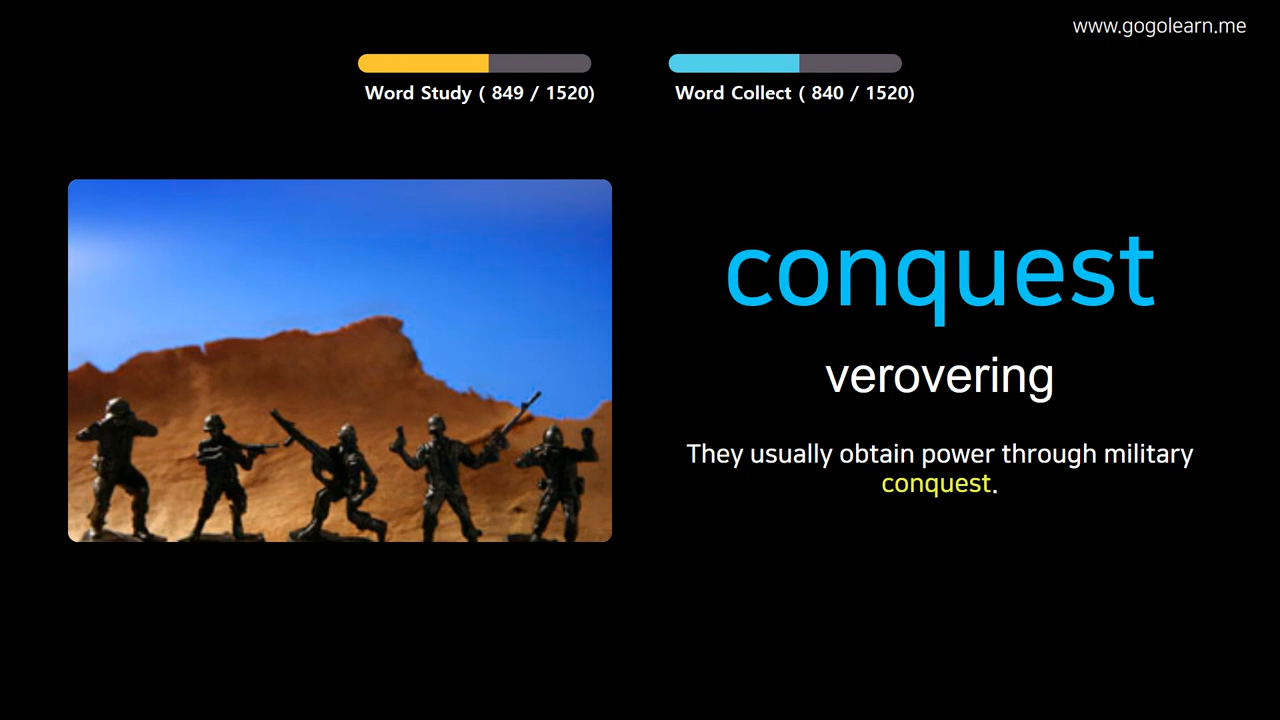 www.gogolearn.me
Word Study ( 849 / 1520)
Word Collect ( 840 / 1520)
conquest
verovering
They usually obtain power through military
conquest.